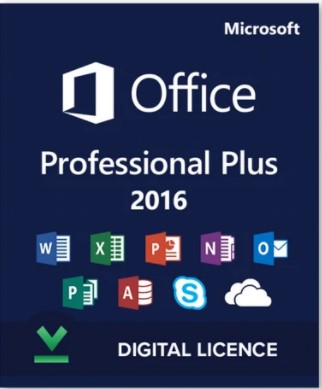 Microsoft
Office
Professional Plus
2016
W X P N O
P A S
DIGITAL LICENCE